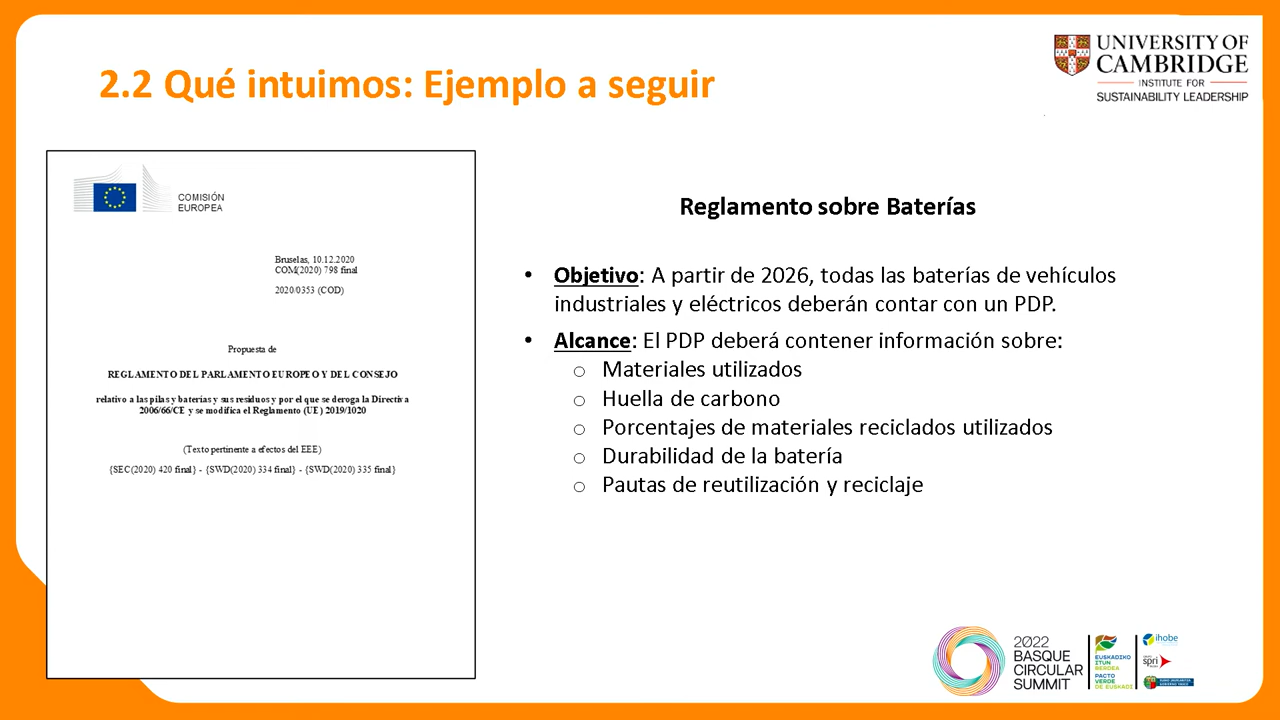 2.2 Qué intuimos: Ejemplo a seguir
UNIVERSITY OF
CAMBRIDGE
INSTITUTE FOR
SUSTAINABILITY LEADERSHIP
COMISIÓN
EUROPEA
Bruselas, 10.12.2020
COM(2020) 798 final
2020/0353 (COD)
Propuesta de
REGLAMENTO DEL PARLAMENTO EUROPEO Y DEL CONSEJO
relativo a las pilas y baterías y sus residuos y por el que se deroga la Directiva
2006/66/CE y se modifica el Reglamento (UE) 2019/1020
(Texto pertinente a efectos del EEE)
{SEC(2020) 420 final} - {SWD(2020) 334 final} - {SWD(2020) 335 final}
Reglamento sobre Baterías
• Objetivo: A partir de 2026, todas las baterías de vehículos
industriales y eléctricos deberán contar con un PDP.
• Alcance: El PDP deberá contener información sobre:
o Materiales utilizados
o Huella de carbono
o Porcentajes de materiales reciclados utilizados
o Durabilidad de la batería
o Pautas de reutilización y reciclaje
2022
BASQUE
CIRCULAR
SUMMIT
EUSKADIKO
ITUN
BERDEA
PACTO
VERDE
DE EUSKADI
ihobe
spri